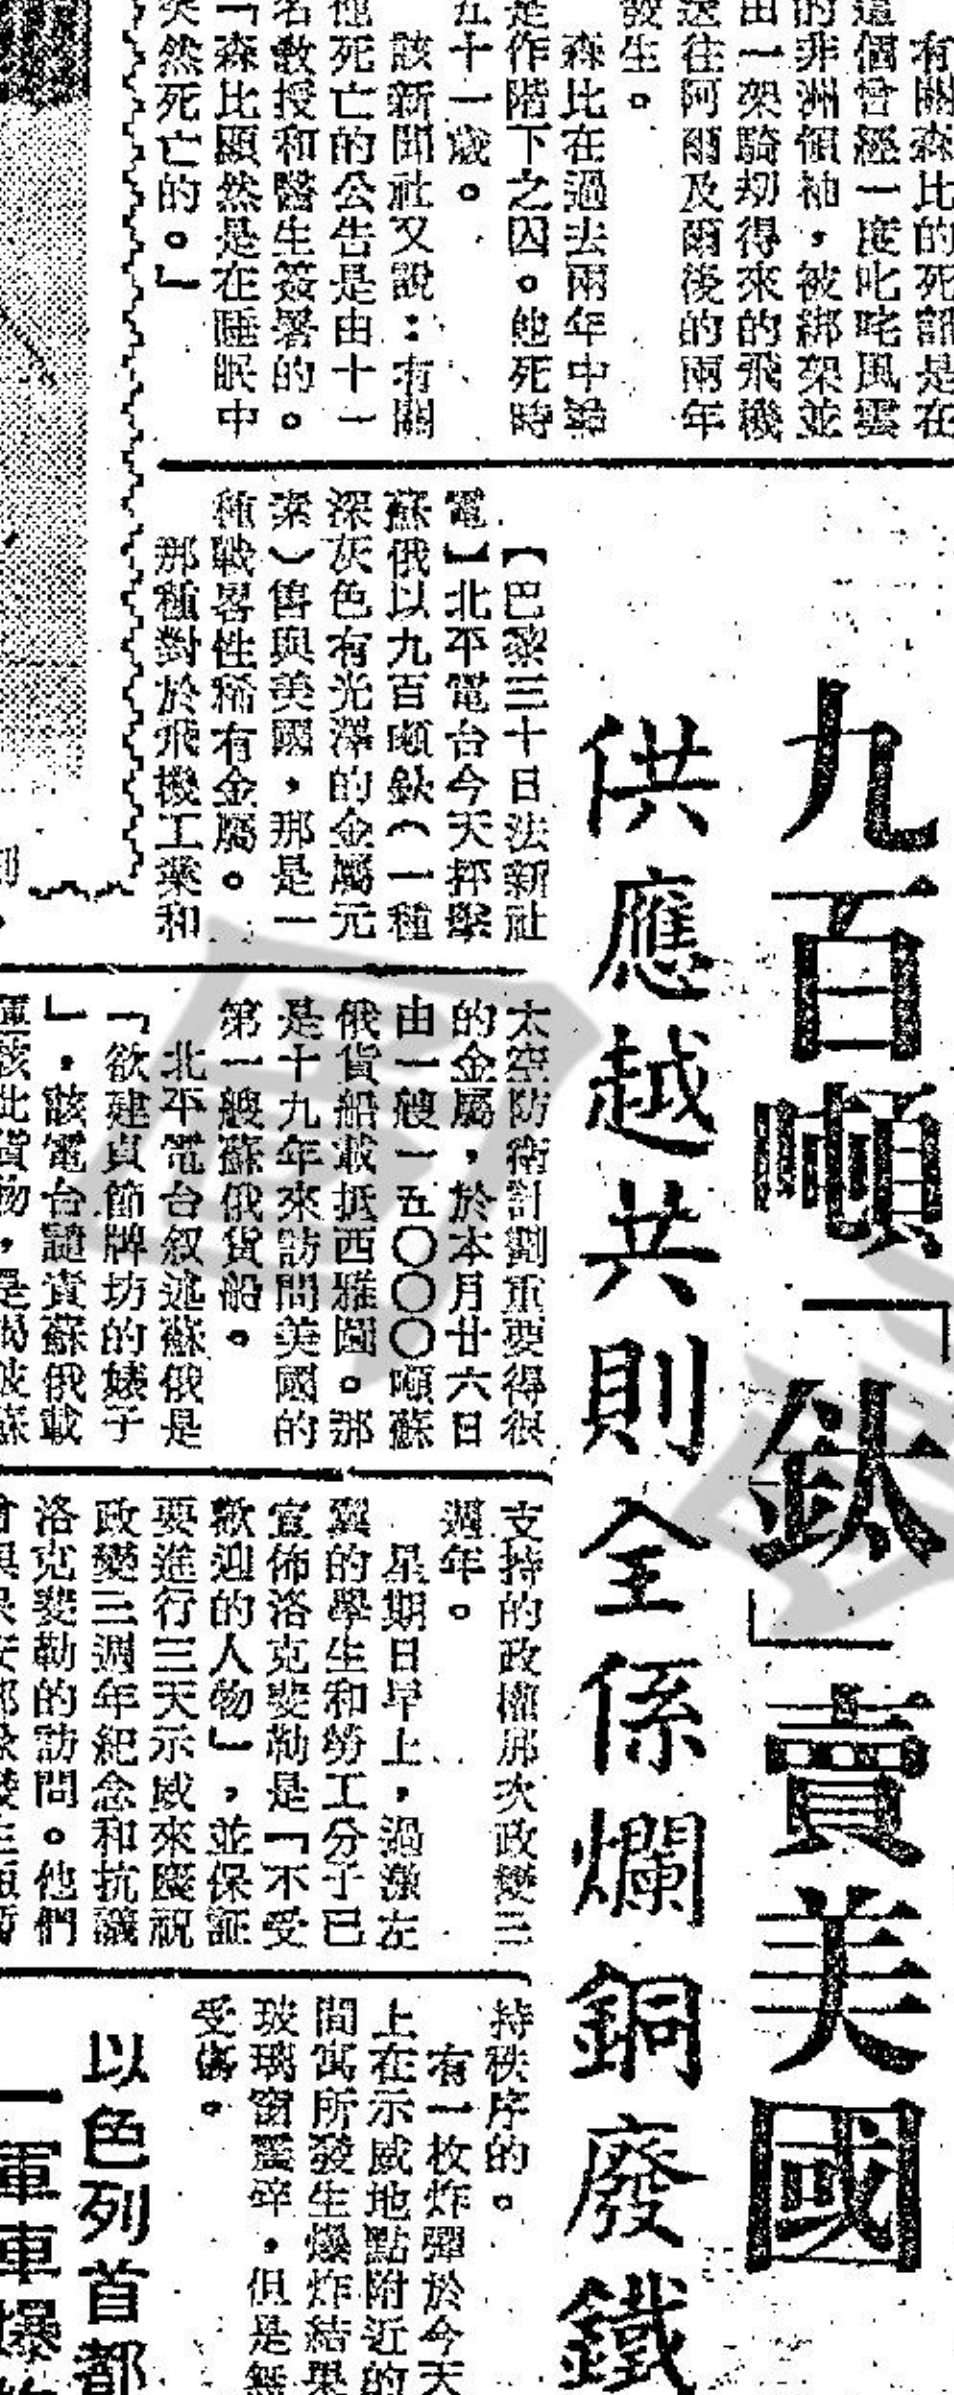 有關森比的死訊是在
這個曾經一度叱咤風雲
的非洲領袖，被綁架並
由一架騎刼得來的飛機
送往阿爾及爾後的兩年
發生。
森比在過去兩年中淪
是作階下之囚。他死時
五十一歲。
該新聞社又說：有關
他死亡的公告是由十一
名教授和醫生簽署的。
「森比顯然是在睡眠中
突然死亡的。」
九百噸「鈦」賣美國
供應越共則全係爛銅廢鐵
【巴黎三十日法新社
電】北平電台今天抨擊
蘇俄以九百噸鈦（一種
深灰色有光澤的金屬元
素）售與美國，那是一
種戰畧性稀有金屬。
那種對於飛機工業和
太空防衛計劃重要得很
的金屬，於本月廿六日
由一艘一五〇〇〇噸蘇
俄貨船載抵西雅圖。那
是十九年來訪問美國的
第一艘蘇俄貨船。
北平電台叙述蘇俄是
「欲建貞節牌坊的婊子
」，該電台譴責蘇俄載
運該批貨物，是揭破蘇
支持的政權那次政變三
週年。
星期日早上，過激左
翼的學生和勞工分子已
宣佈洛克斐勒是「不受
歡迎的人物」，並保証
要進行三天示威來慶祝
政變三週年紀念和抗議
洛克斐勒的訪問。他們
持秩序的。
有一枚炸彈於今天
上在示威地點附近的
間寓所發生爆炸結果
玻璃窗震碎，但是無
受傷。
以色列首都
一軍車爆炸